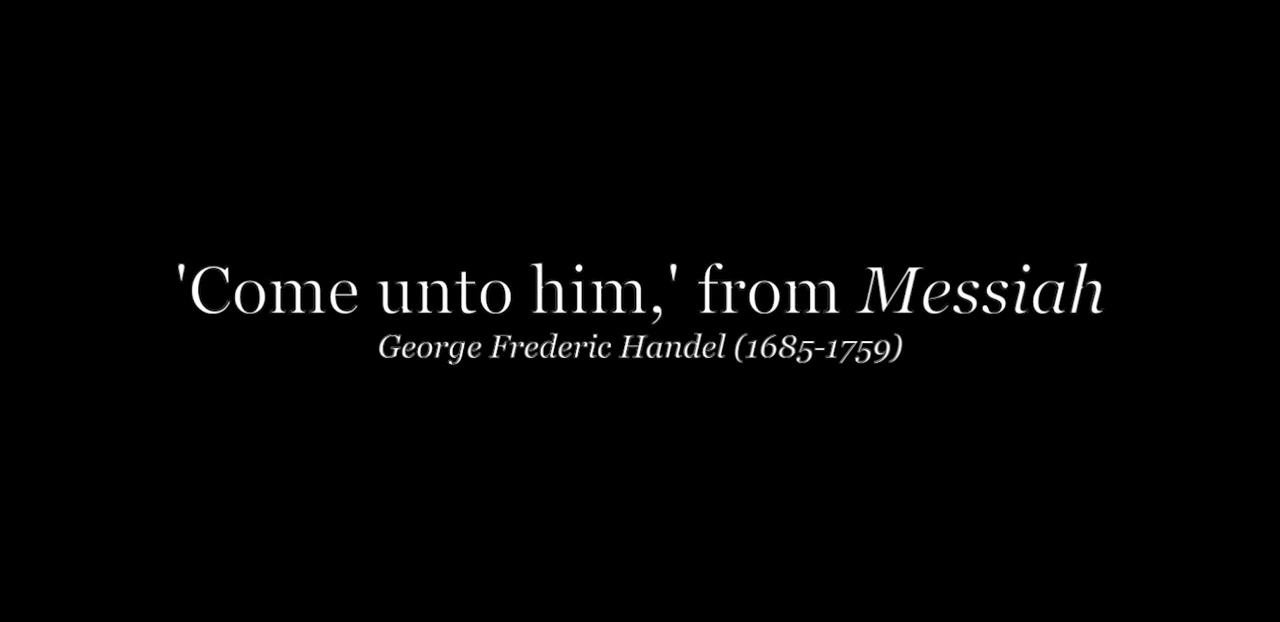 'Come unto him,' from Messiah
George Frederic Handel (1685-1759)